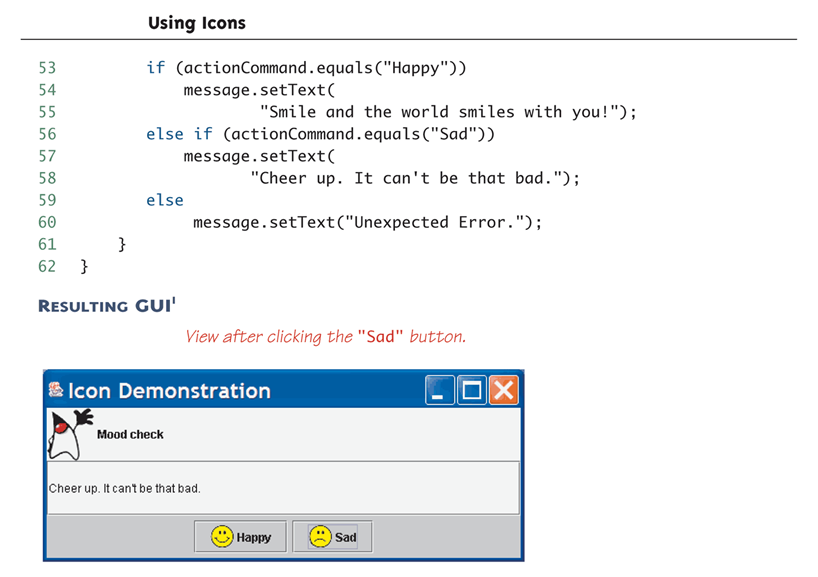 Using Icons
53 if (actionCommand.equals("Happy"))
54 message.setText(
55 "Smile and the world smiles with you!");
56 else if (actionCommand.equals("Sad"))
57 message.setText(
58 "Cheer up. It can't be that bad.");
59 else
60 message.setText("Unexpected Error.");
61 }
62 }
RESULTING GUI¹
View after clicking the "Sad" button.
Icon Demonstration
Mood check
Cheer up. It can't be that bad.
Happy Sad